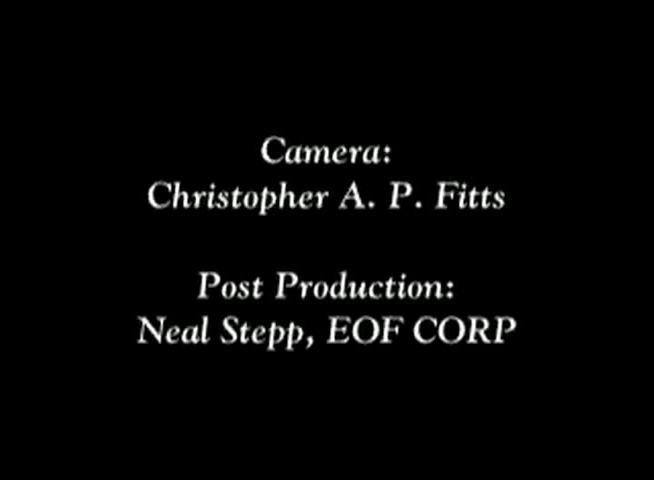 Camera:
Christopher A. P. Fitts
Post Production:
Neal Stepp, EOF CORP